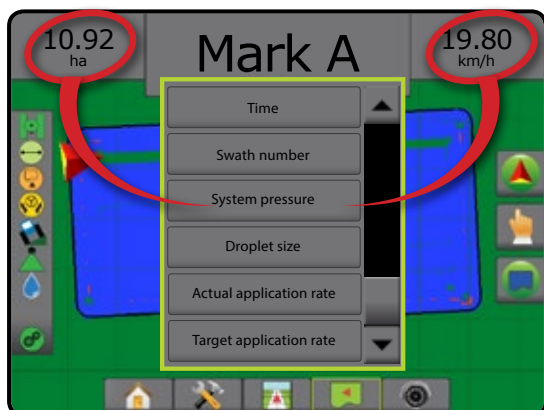 10.92
ha
Mark A
19.80
km/h
Time
Swath number
System pressure
Droplet size
Actual application rate
Target application rate